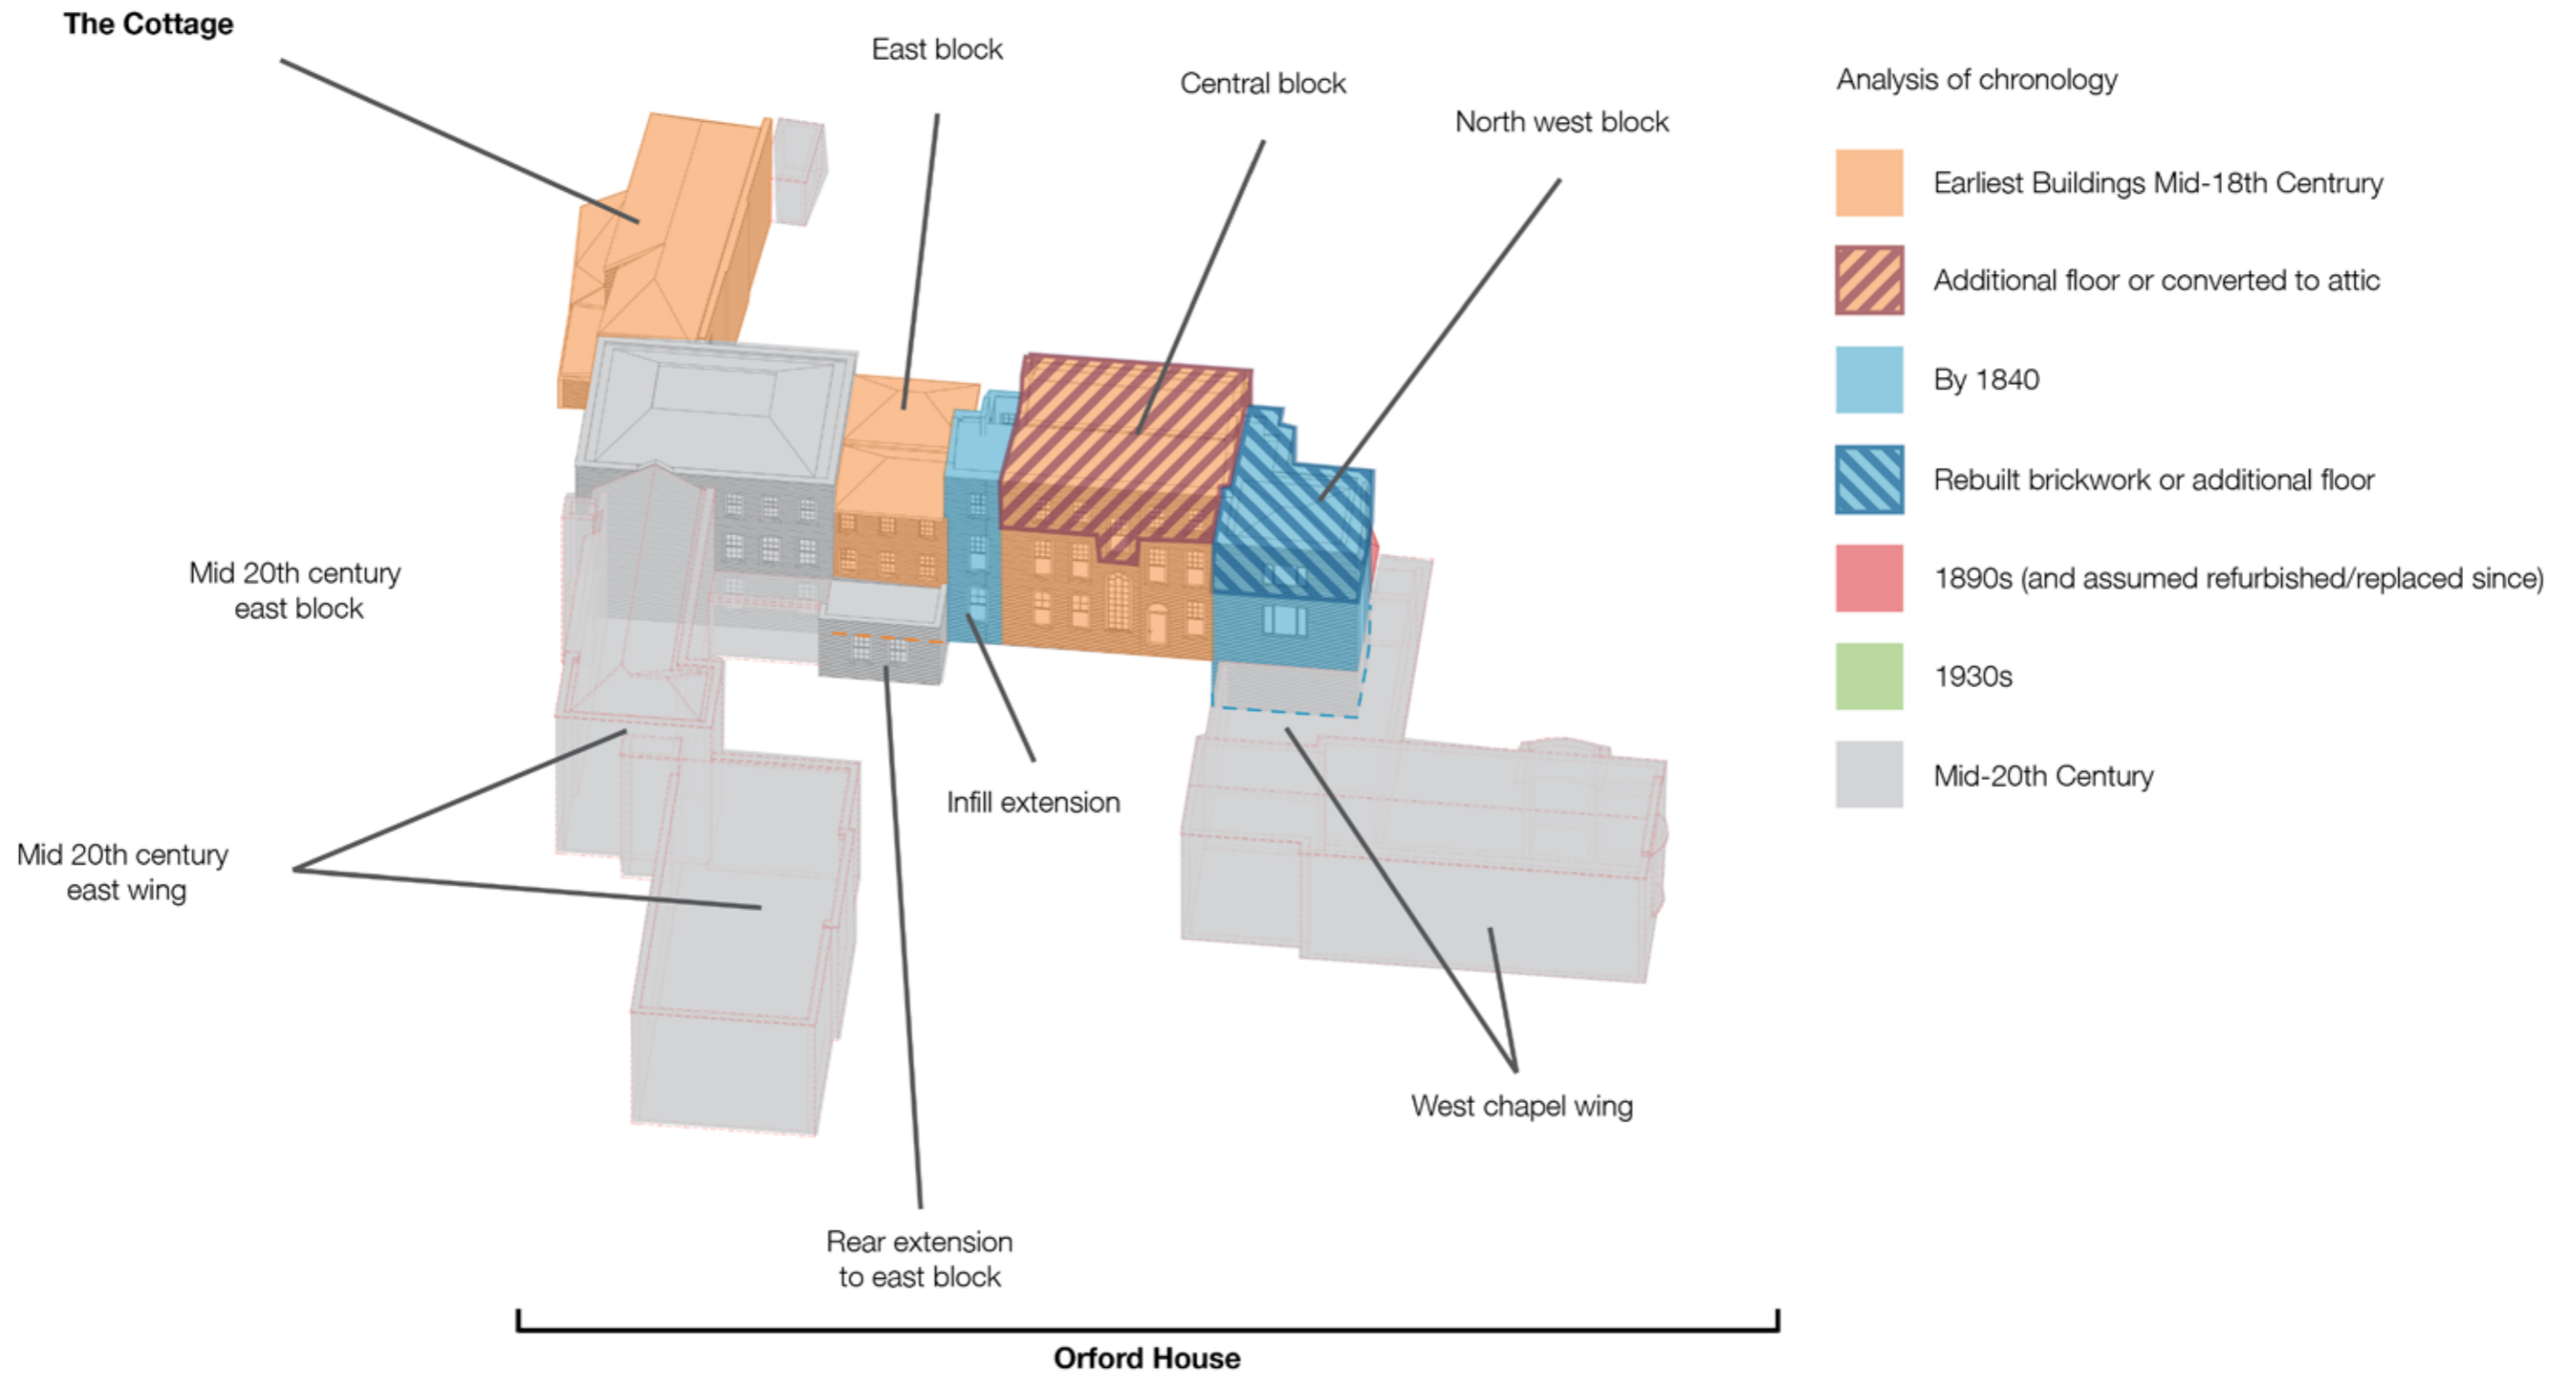 The Cottage
East block
Central block
North west block
Mid 20th century
east block
Mid 20th century
east wing
Infill extension
West chapel wing
Rear extension
to east block
Orford House
Analysis of chronology
Earliest Buildings Mid-18th Centrury
Additional floor or converted to attic
By 1840
Rebuilt brickwork or additional floor
1890s (and assumed refurbished/replaced since)
1930s
Mid-20th Century